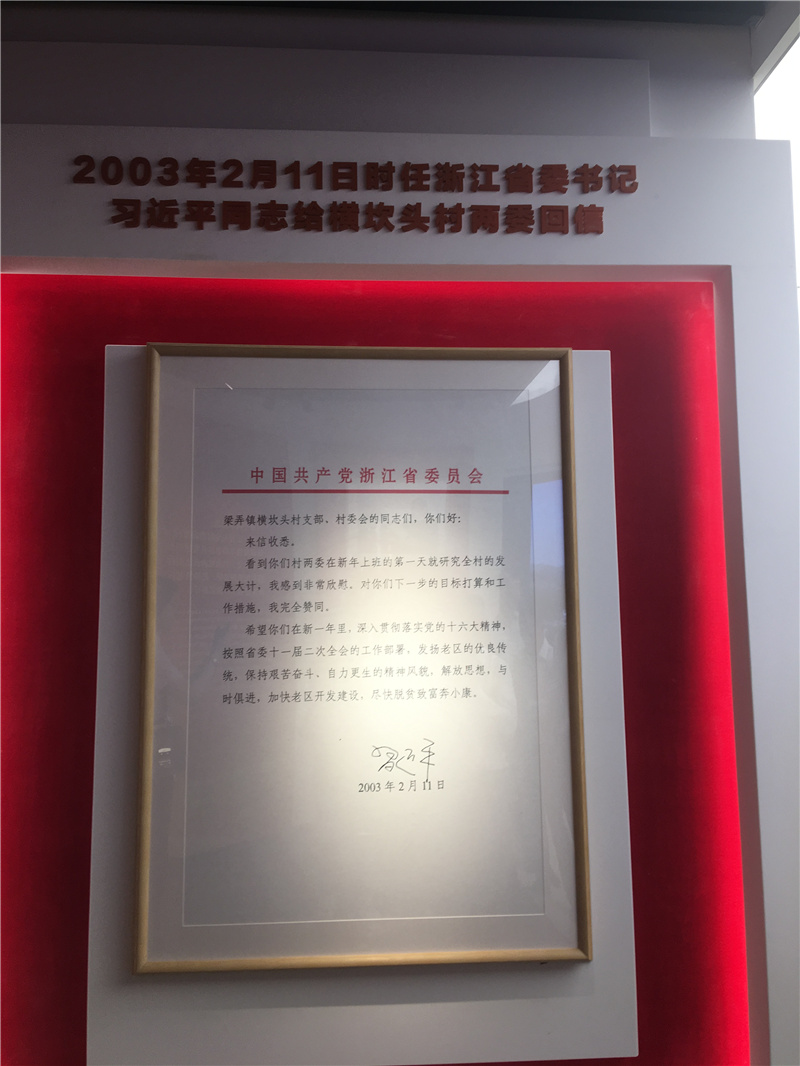 2003年2月11日时任浙江省委书记
习近平同志给横坎头村两委回信
中国共产党浙江省委员会
梁弄镇横坎头村支部、村委会的同志们，你们好：
来信收悉。
看到你们村两委在新年上班的第一天就研究全村的发
展大计，我感到非常欣慰。对你们下一步的目标打算和工
作措施，我完全赞同。
希望你们在新一年里，深入贯彻落实党的十六大精神，
按照省委十一届二次全会的工作部署，发扬老区的优良传
统，保持艰苦奋斗、自力更生的精神风貌，解放思想，与
时俱进，加快老区开发建设，尽快脱贫致富奔小康。
习近平
2003年2月11日